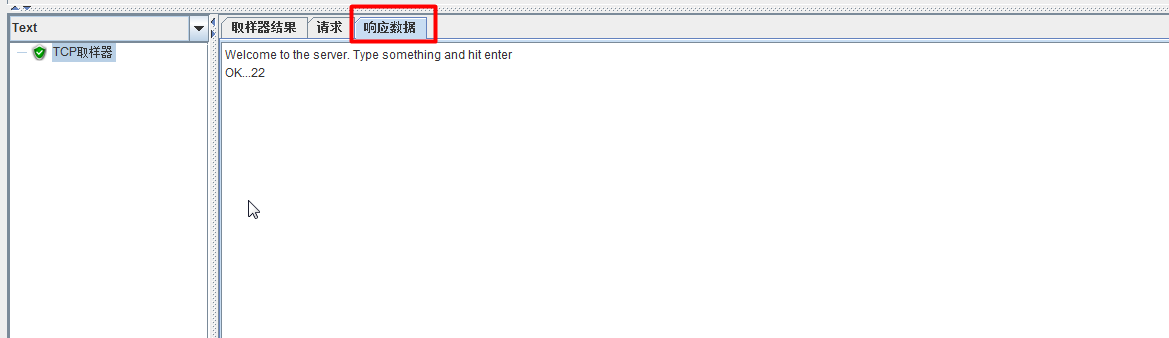 Text
取样器结果 请求 响应数据
TCP取样器
Welcome to the server. Type something and hit enter
OK...22